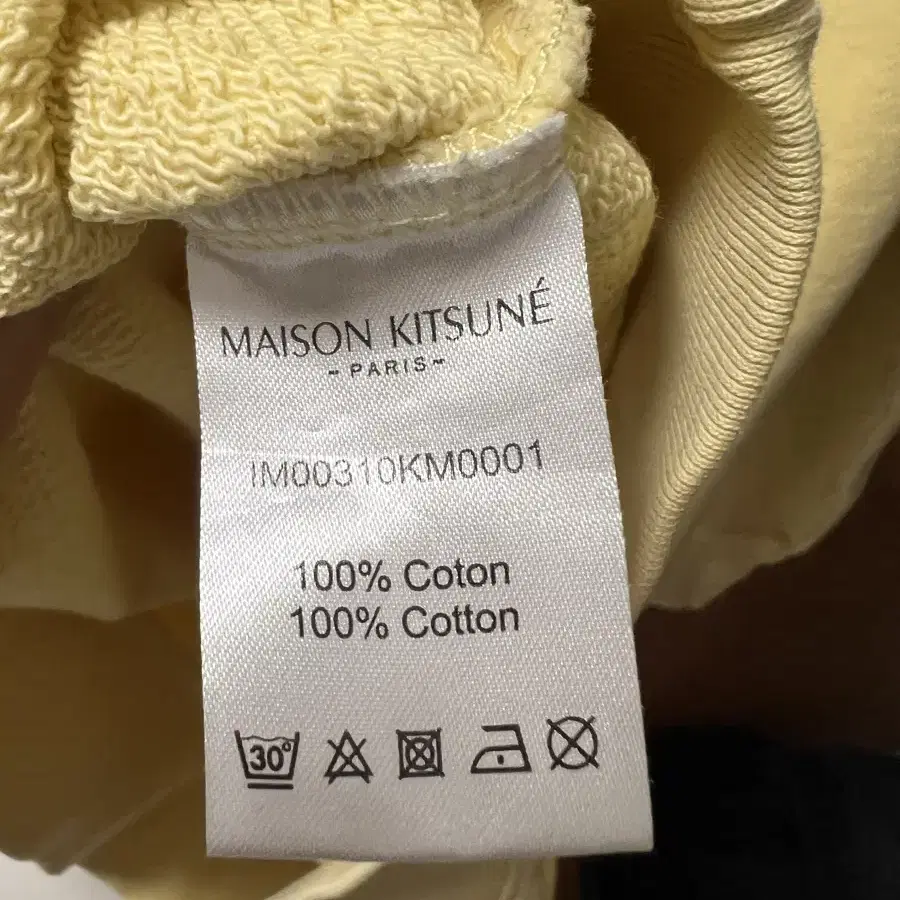 MAISON KITSUNÉ
- PARIS -
IM00310KM0001
100% Coton
100% Cotton
30°